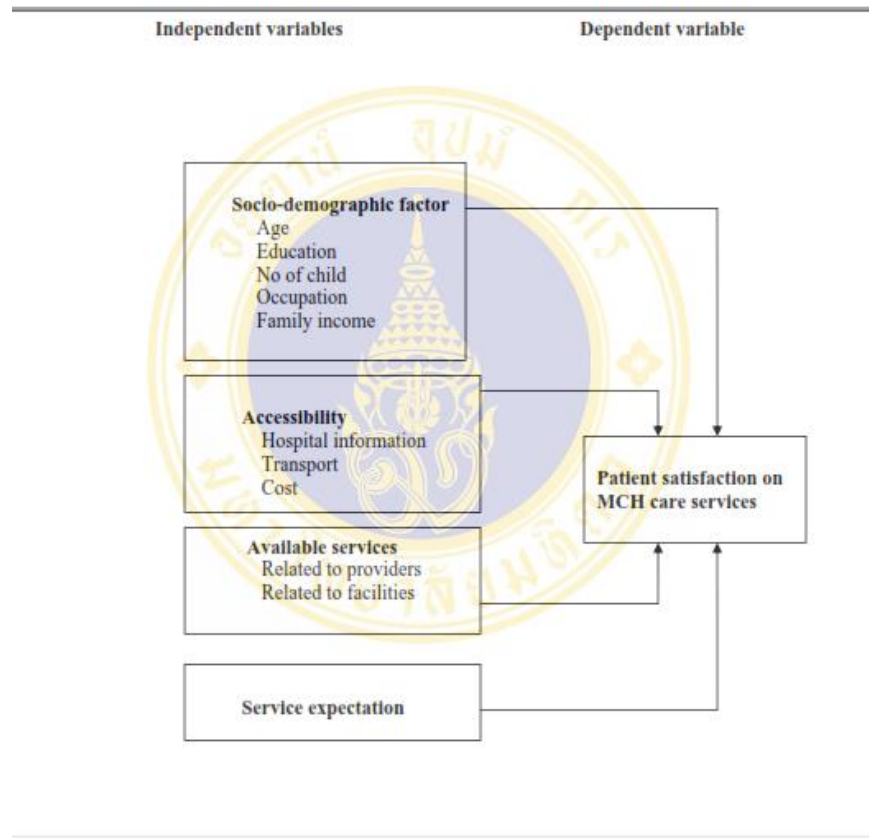 Independent variables
Dependent variable
Socio-demographic factor
Age
Education
No of child
Occupation
Family income
Accessibility
Hospital information
Transport
Cost
Available services
Related to providers
Related to facilities
Service expectation
Patient satisfaction on
MCH care services